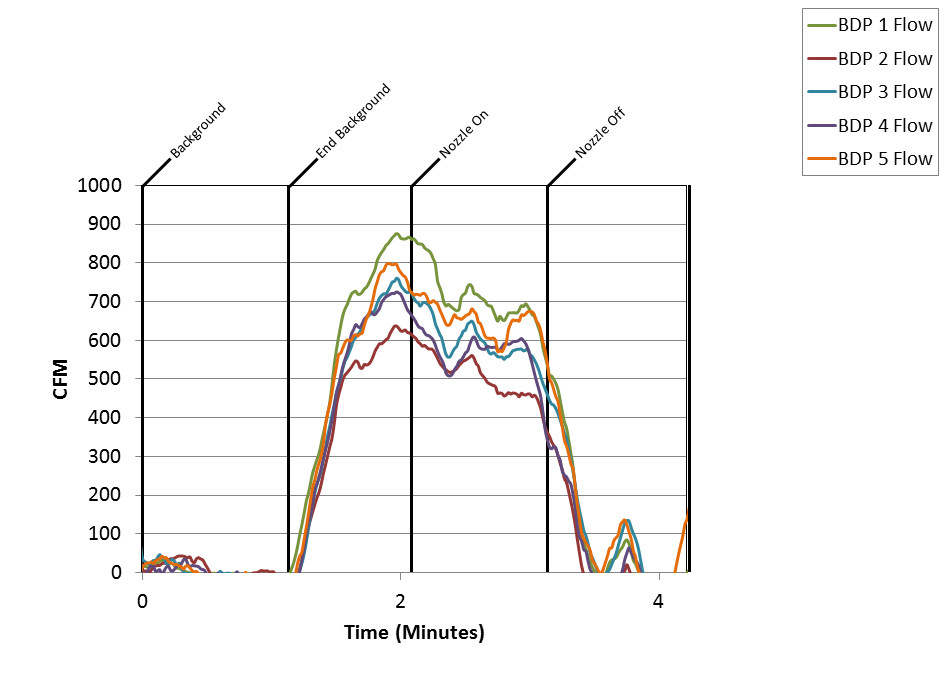 BDP 1 Flow
BDP 2 Flow
BDP 3 Flow
BDP 4 Flow
BDP 5 Flow
Background
End Background
Nozzle On
Nozzle Off
1000
900
800
700
600
500
400
300
200
100
0
CFM
0 2 4
Time (Minutes)